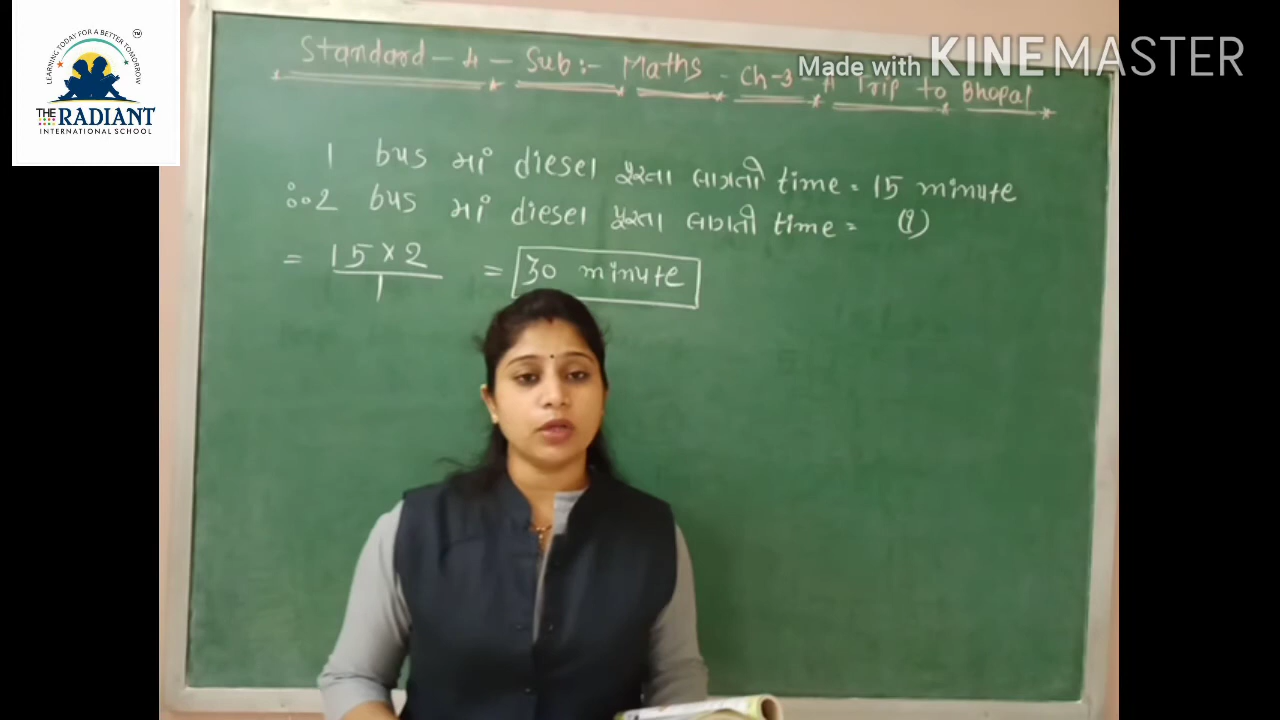 LEARNING TODAY FOR A BETTER TOMORROW
TM
THE RADIANT
INTERNATIONAL SCHOOL
Made with KINEMASTER
Standard - 4 - Sub:- Maths - Ch-3 - A Trip to Bhopal
1 bus માં diesel પુરતા લાગતો time = 15 minute
∴ 2 bus માં diesel પુરતા લાગતો time = (?)
= 15 × 2 = 30 minute
1